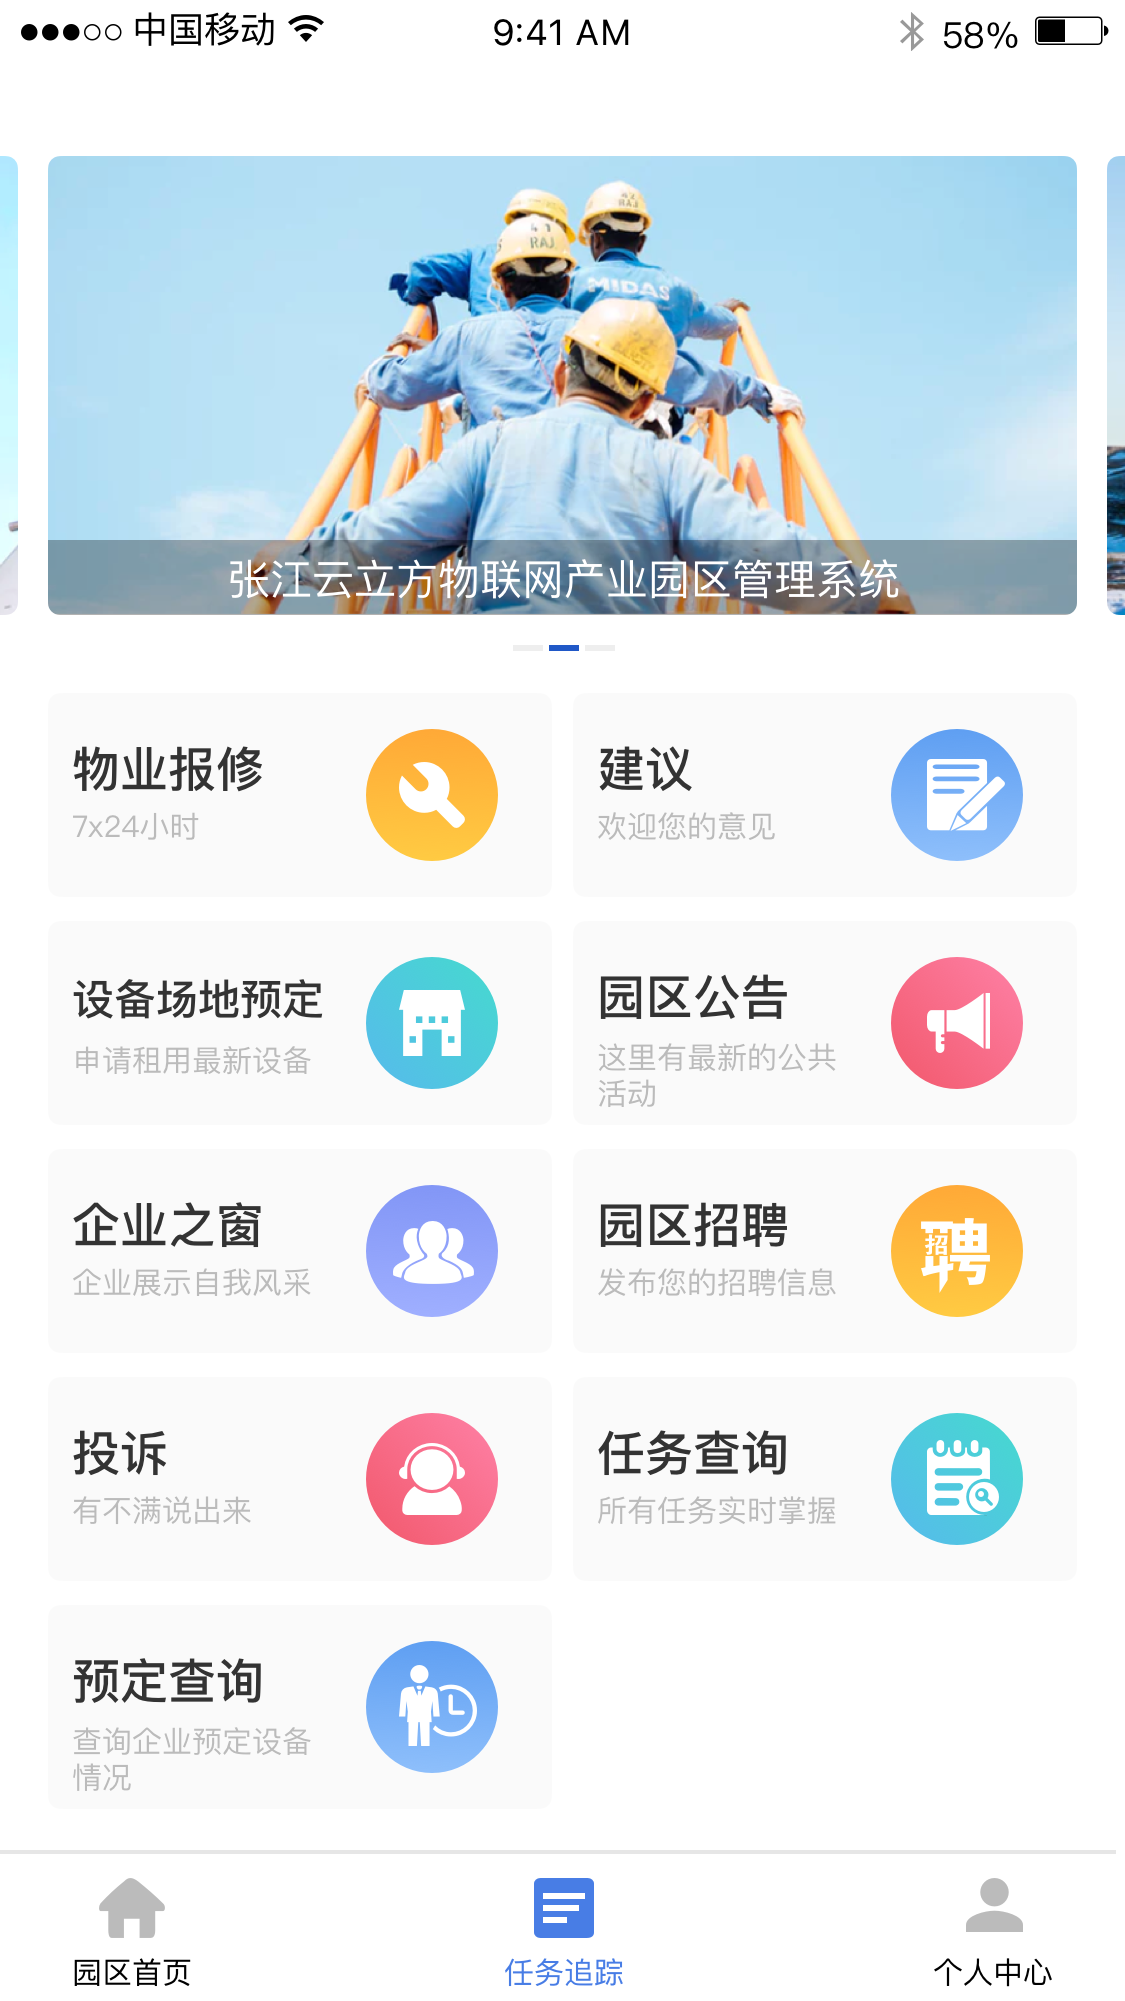 中国移动
9:41 AM
58%
42
RAJ
41
RAJ
MIDAS
张江云立方物联网产业园区管理系统
物业报修
7x24小时
建议
欢迎您的意见
设备场地预定
申请租用最新设备
园区公告
这里有最新的公共
活动
企业之窗
企业展示自我风采
园区招聘
发布您的招聘信息
招聘
投诉
有不满说出来
任务查询
所有任务实时掌握
预定查询
查询企业预定设备
情况
园区首页
任务追踪
个人中心